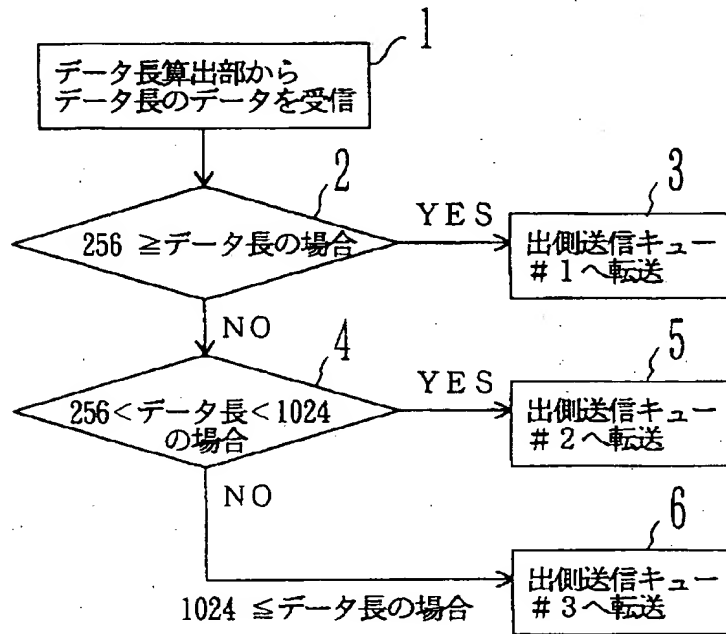 1
データ長算出部から
データ長のデータを受信
2
256 ≧データ長の場合
YES
3
出側送信キュー
#1へ転送
NO
4
256<データ長<1024
の場合
YES
5
出側送信キュー
#2へ転送
NO
6
出側送信キュー
#3へ転送
1024 ≦データ長の場合